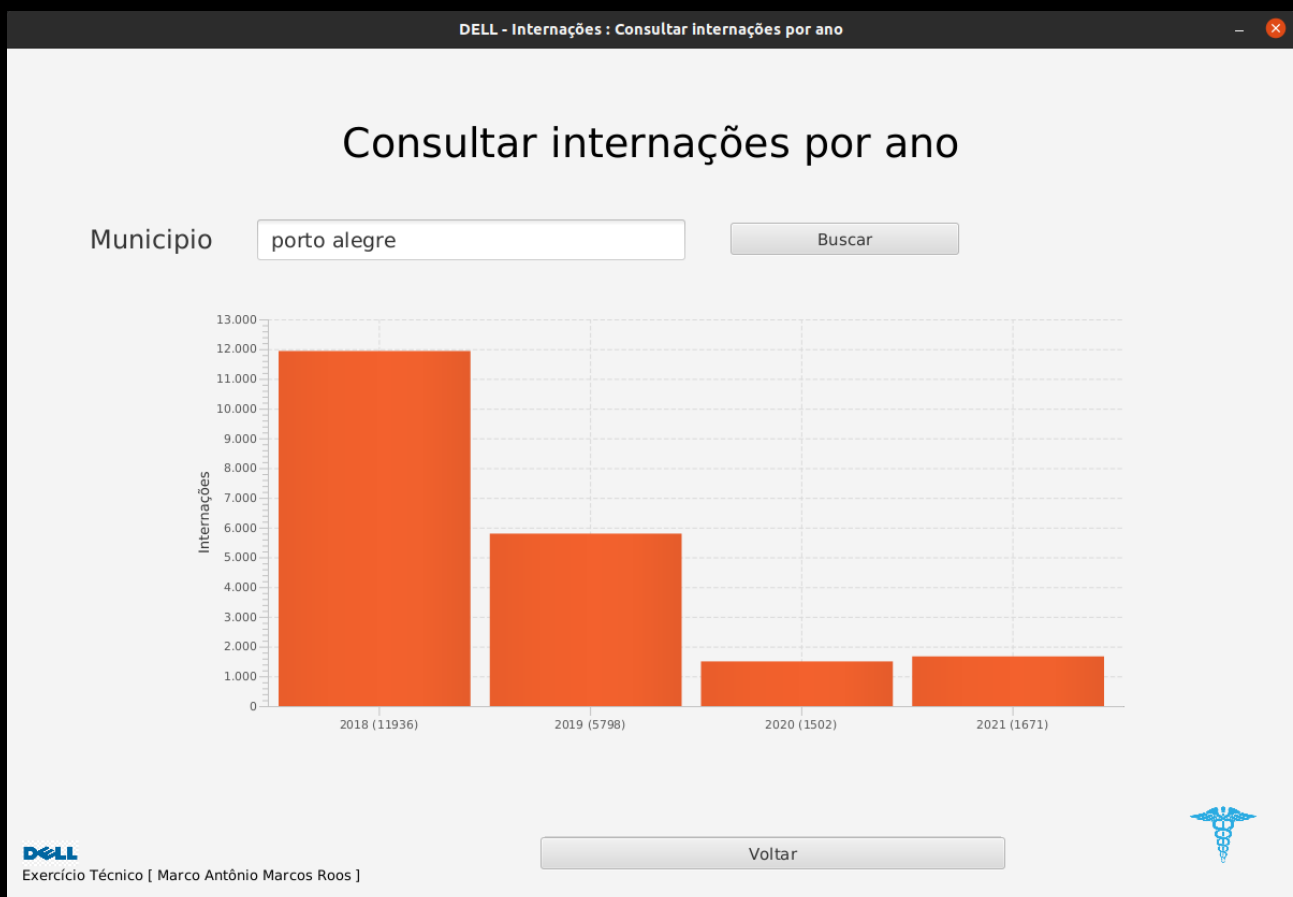 DELL - Internações : Consultar internações por ano
Consultar internações por ano
Municipio porto alegre Buscar
13.000
12.000
11.000
10.000
9.000
8.000
7.000
6.000
5.000
4.000
3.000
2.000
1.000
0
Internações
2018 (11936) 2019 (5798) 2020 (1502) 2021 (1671)
Voltar
DELL
Exercício Técnico [ Marco Antônio Marcos Roos ]